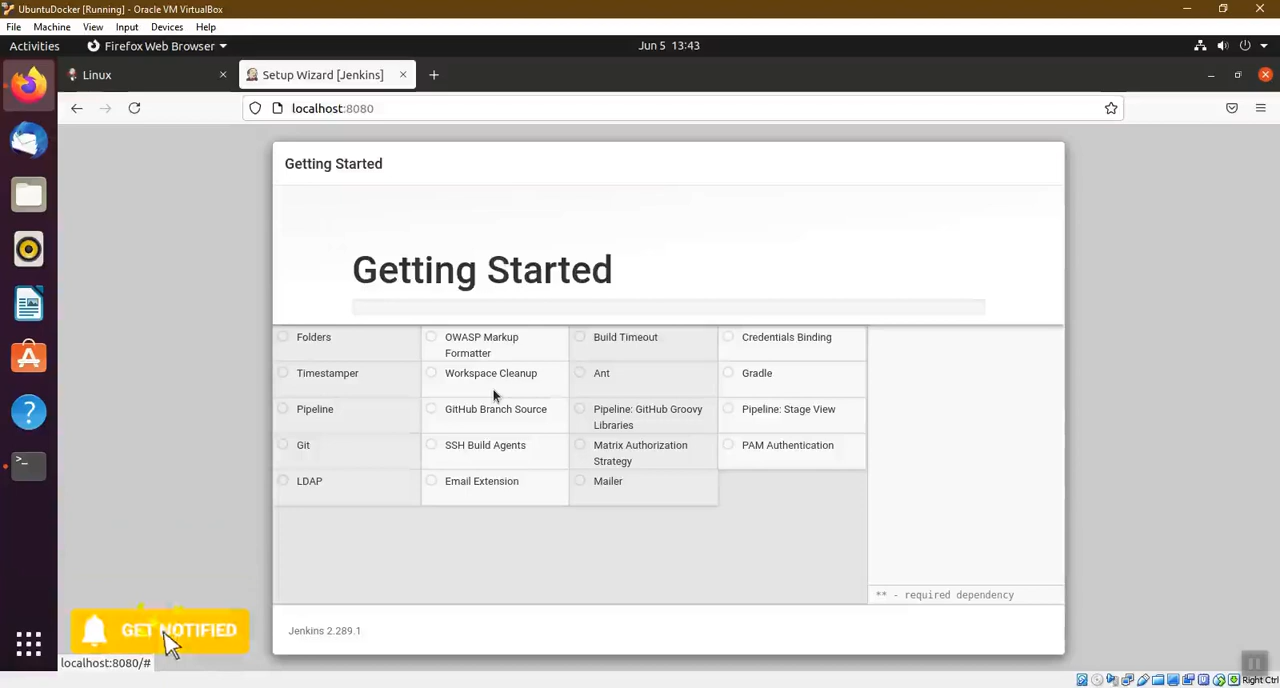 UbuntuDocker [Running] - Oracle VM VirtualBox
File Machine View Input Devices Help
Activities Firefox Web Browser Jun 5 13:43
Linux Setup Wizard [Jenkins]
localhost:8080
Getting Started
Getting Started
Folders OWASP Markup Formatter Build Timeout Credentials Binding
Timestamper Workspace Cleanup Ant Gradle
Pipeline GitHub Branch Source Pipeline: GitHub Groovy Libraries Pipeline: Stage View
Git SSH Build Agents Matrix Authorization Strategy PAM Authentication
LDAP Email Extension Mailer
** - required dependency
Jenkins 2.289.1
GET NOTIFIED
localhost:8080/#
Right Ctrl